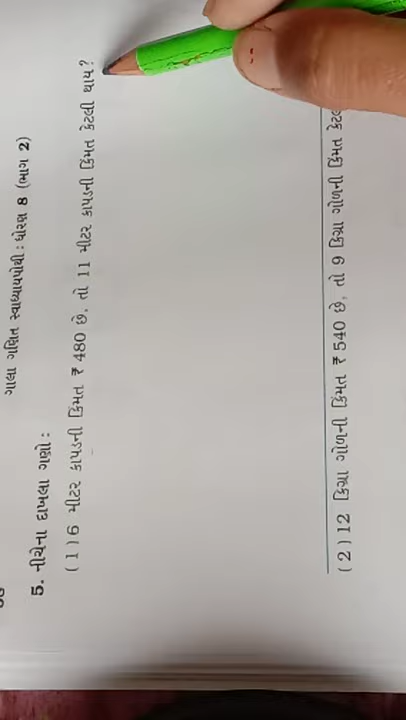 ગાલા ગણિત સ્વાધ્યાયપોથી : ધોરણ 8 (ભાગ 2)
5. નીચેના દાખલા ગણો :
(1) 6 મીટર કાપડની કિંમત ₹ 480 છે, તો 11 મીટર કાપડની કિંમત કેટલી થાય?
(2) 12 કિગ્રા ગોળની કિંમત ₹ 540 છે, તો 9 કિગ્રા ગોળની કિંમત